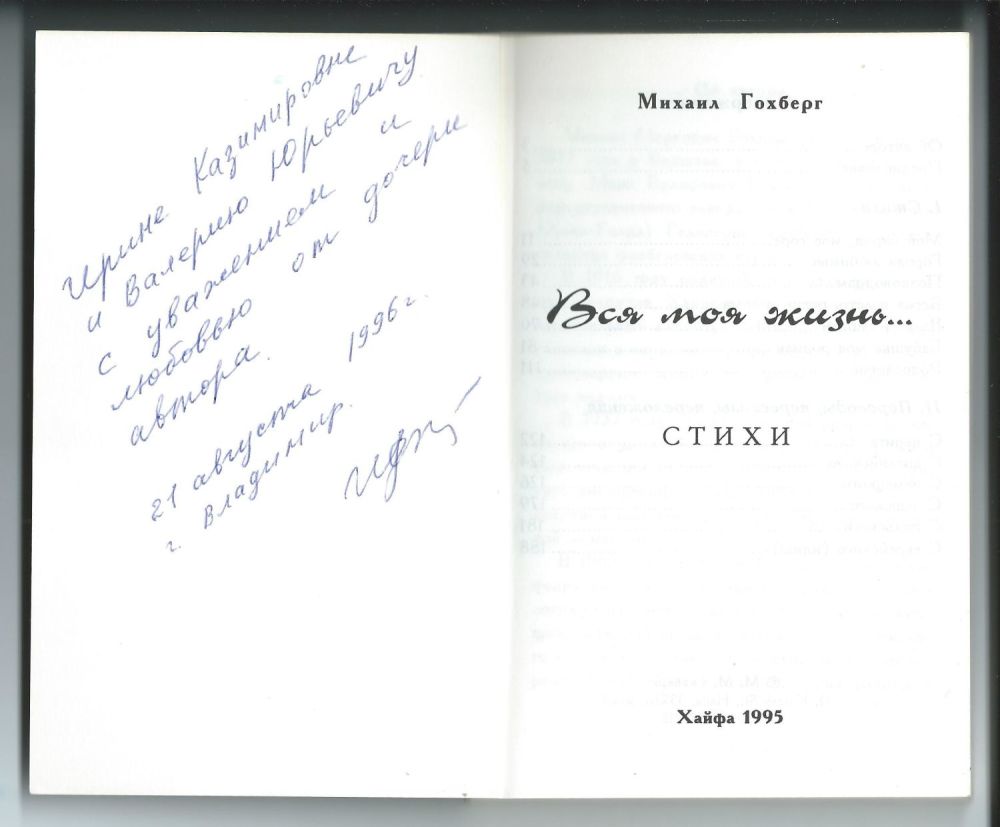 Ирине Казимировне
и Валерию Юрьевичу
с уважением и
любовью от дочери
автора.
21 августа 1996 г.
г. Владимир.
Михаил Гохберг
Вся моя жизнь...
СТИХИ
Хайфа 1995